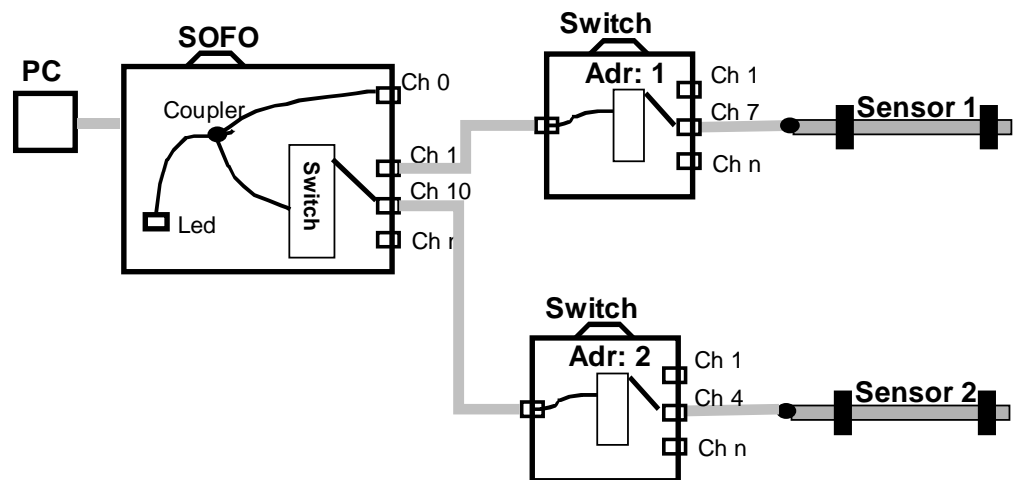 PC
SOFO
Coupler
Led
Switch
Ch 0
Ch 1
Ch 10
Ch r
Switch
Adr: 1
Ch 1
Ch 7
Ch n
Sensor 1
Switch
Adr: 2
Ch 1
Ch 4
Ch n
Sensor 2